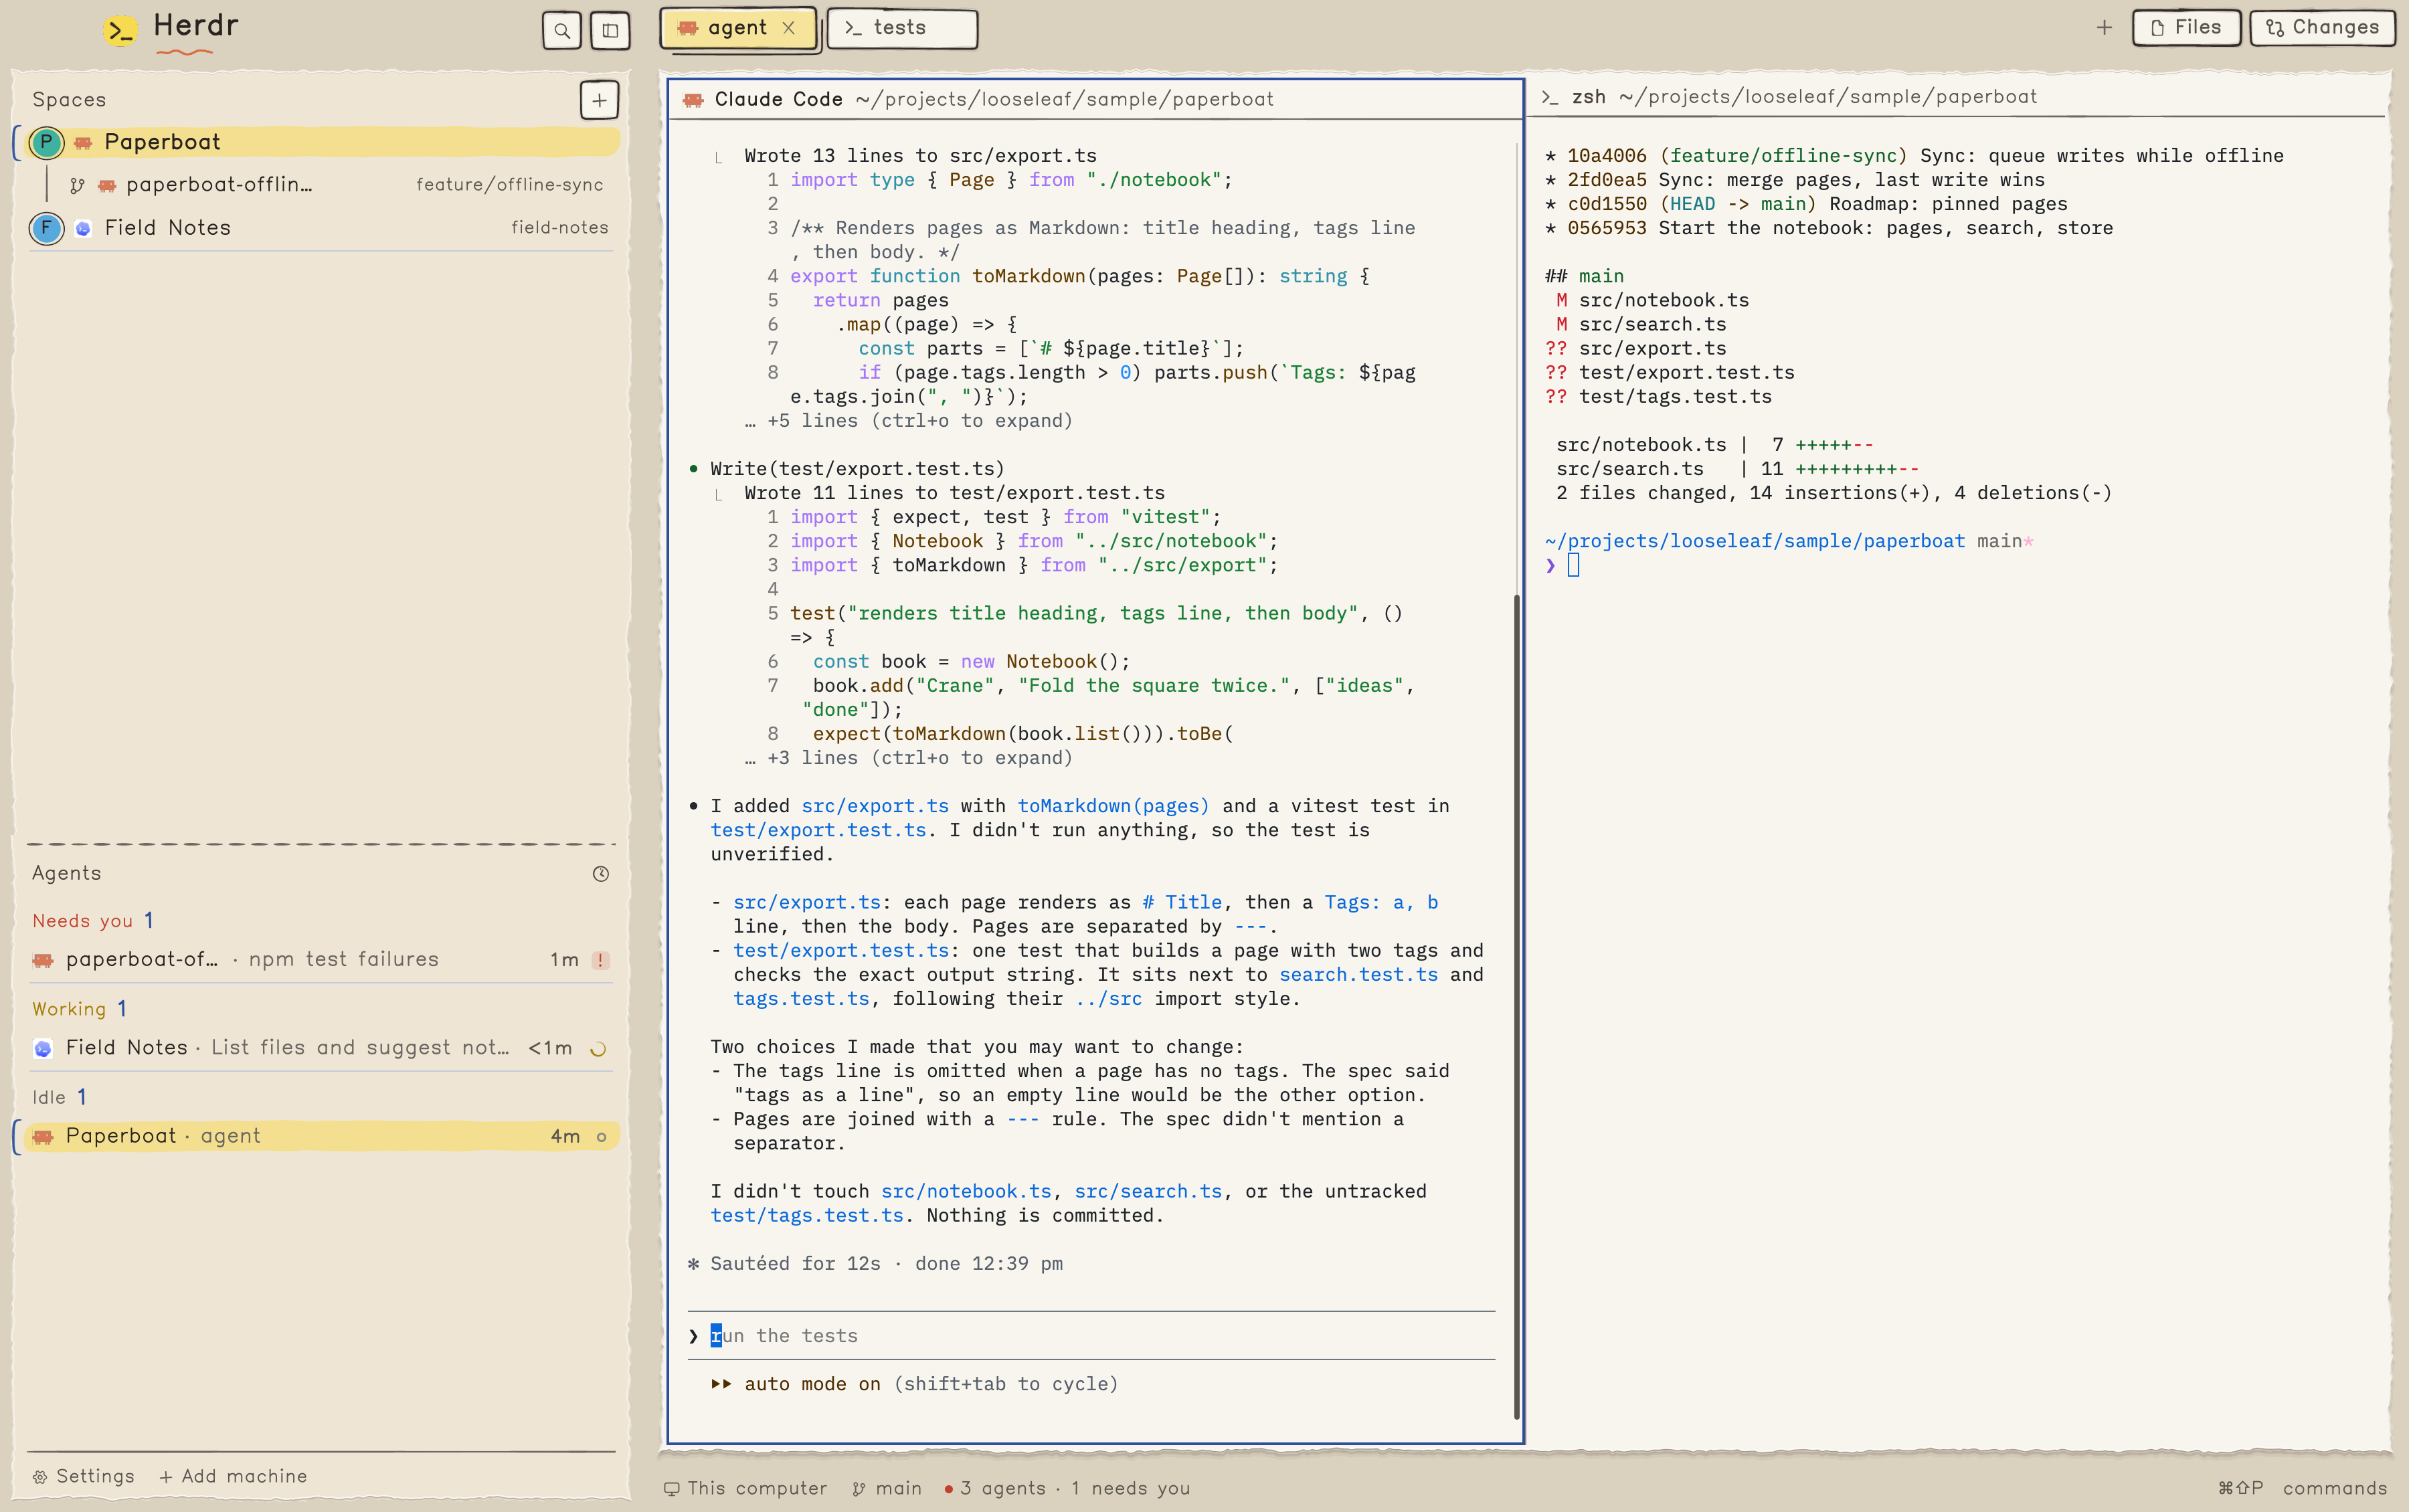 Herdr
agent
tests
Files
Changes
Spaces
P Paperboat
paperboat-offlin… feature/offline-sync
F Field Notes field-notes
Agents
Needs you 1
paperboat-of… · npm test failures 1m !
Working 1
Field Notes · List files and suggest not… <1m
Idle 1
Paperboat · agent 4m
Settings + Add machine
Claude Code ~/projects/looseleaf/sample/paperboat
Wrote 13 lines to src/export.ts
1 import type { Page } from "./notebook";
2
3 /** Renders pages as Markdown: title heading, tags line
, then body. */
4 export function toMarkdown(pages: Page[]): string {
5 return pages
6 .map((page) => {
7 const parts = [`# ${page.title}`];
8 if (page.tags.length > 0) parts.push(`Tags: ${pag
e.tags.join(", ")}`);
… +5 lines (ctrl+o to expand)
● Write(test/export.test.ts)
Wrote 11 lines to test/export.test.ts
1 import { expect, test } from "vitest";
2 import { Notebook } from "../src/notebook";
3 import { toMarkdown } from "../src/export";
4
5 test("renders title heading, tags line, then body", ()
=> {
6 const book = new Notebook();
7 book.add("Crane", "Fold the square twice.", ["ideas",
"done"]);
8 expect(toMarkdown(book.list())).toBe(
… +3 lines (ctrl+o to expand)
● I added src/export.ts with toMarkdown(pages) and a vitest test in
test/export.test.ts. I didn't run anything, so the test is
unverified.
- src/export.ts: each page renders as # Title, then a Tags: a, b
line, then the body. Pages are separated by ---.
- test/export.test.ts: one test that builds a page with two tags and
checks the exact output string. It sits next to search.test.ts and
tags.test.ts, following their ../src import style.
Two choices I made that you may want to change:
- The tags line is omitted when a page has no tags. The spec said
"tags as a line", so an empty line would be the other option.
- Pages are joined with a --- rule. The spec didn't mention a
separator.
I didn't touch src/notebook.ts, src/search.ts, or the untracked
test/tags.test.ts. Nothing is committed.
✻ Sautéed for 12s · done 12:39 pm
❯ run the tests
⏵⏵ auto mode on (shift+tab to cycle)
zsh ~/projects/looseleaf/sample/paperboat
* 10a4006 (feature/offline-sync) Sync: queue writes while offline
* 2fd0ea5 Sync: merge pages, last write wins
* c0d1550 (HEAD -> main) Roadmap: pinned pages
* 0565953 Start the notebook: pages, search, store
## main
M src/notebook.ts
M src/search.ts
?? src/export.ts
?? test/export.test.ts
?? test/tags.test.ts
src/notebook.ts | 7 +++++--
src/search.ts | 11 +++++++++--
2 files changed, 14 insertions(+), 4 deletions(-)
~/projects/looseleaf/sample/paperboat main*
❯
This computer main ● 3 agents · 1 needs you
⌘⇧P commands